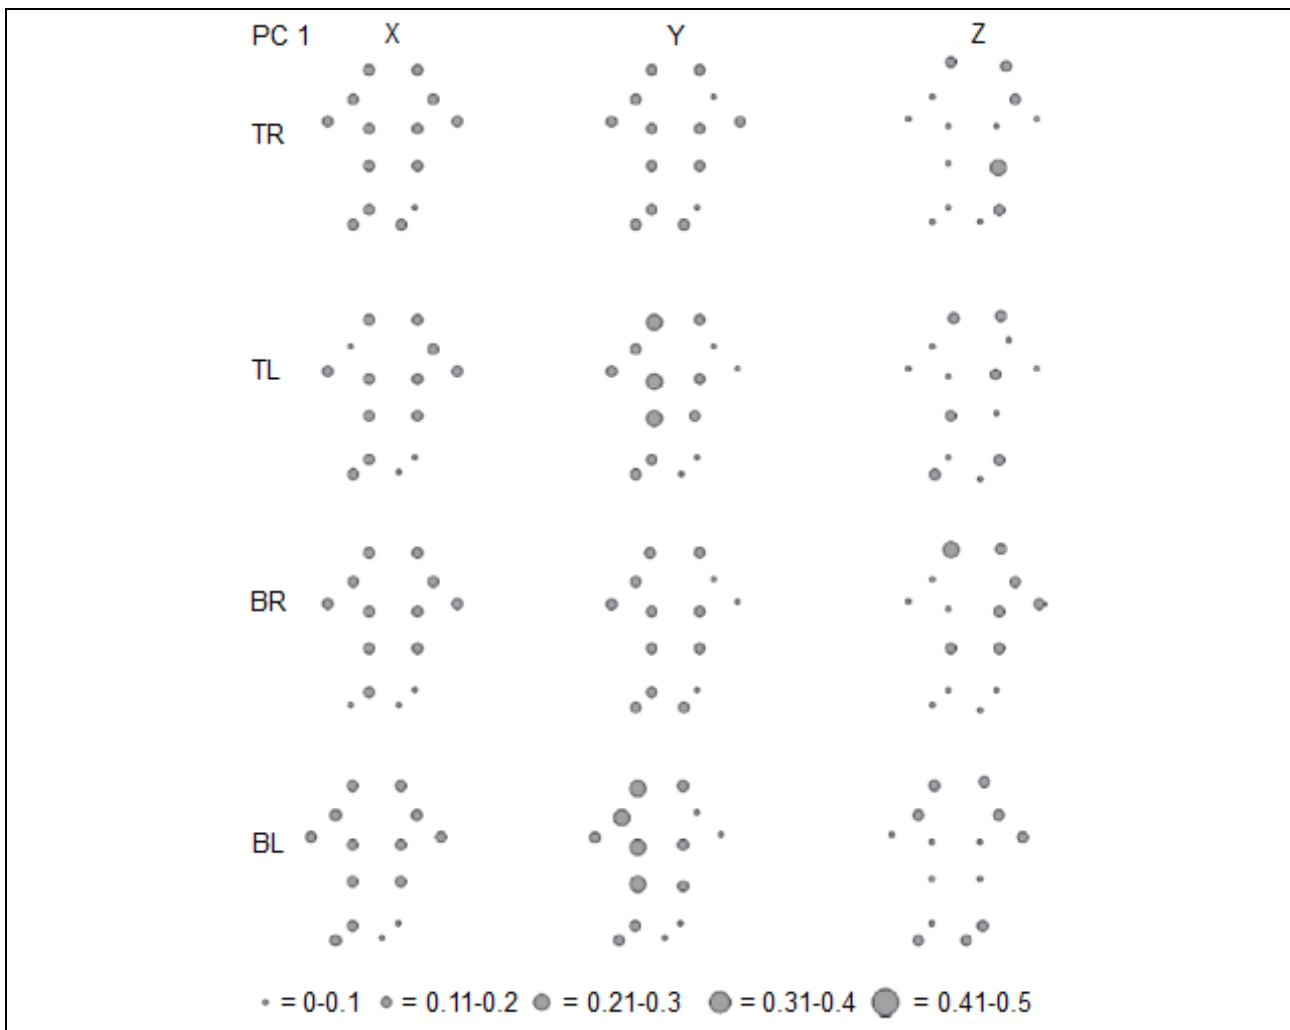 PC 1 X Y Z
TR
TL
BR
BL
= 0-0.1 = 0.11-0.2 = 0.21-0.3 = 0.31-0.4 = 0.41-0.5